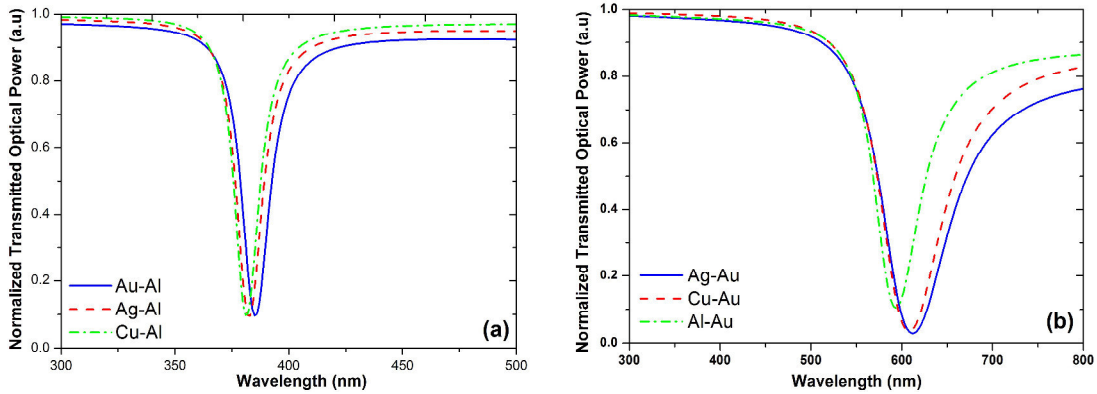 Normalized Transmitted Optical Power (a.u)
1.0
0.8
0.6
0.4
0.2
0.0
Au-Al
Ag-Al
Cu-Al
(a)
300 350 400 450 500
Wavelength (nm)
Normalized Transmitted Optical Power (a.u)
1.0
0.8
0.6
0.4
0.2
0.0
Ag-Au
Cu-Au
Al-Au
(b)
300 400 500 600 700 800
Wavelength (nm)